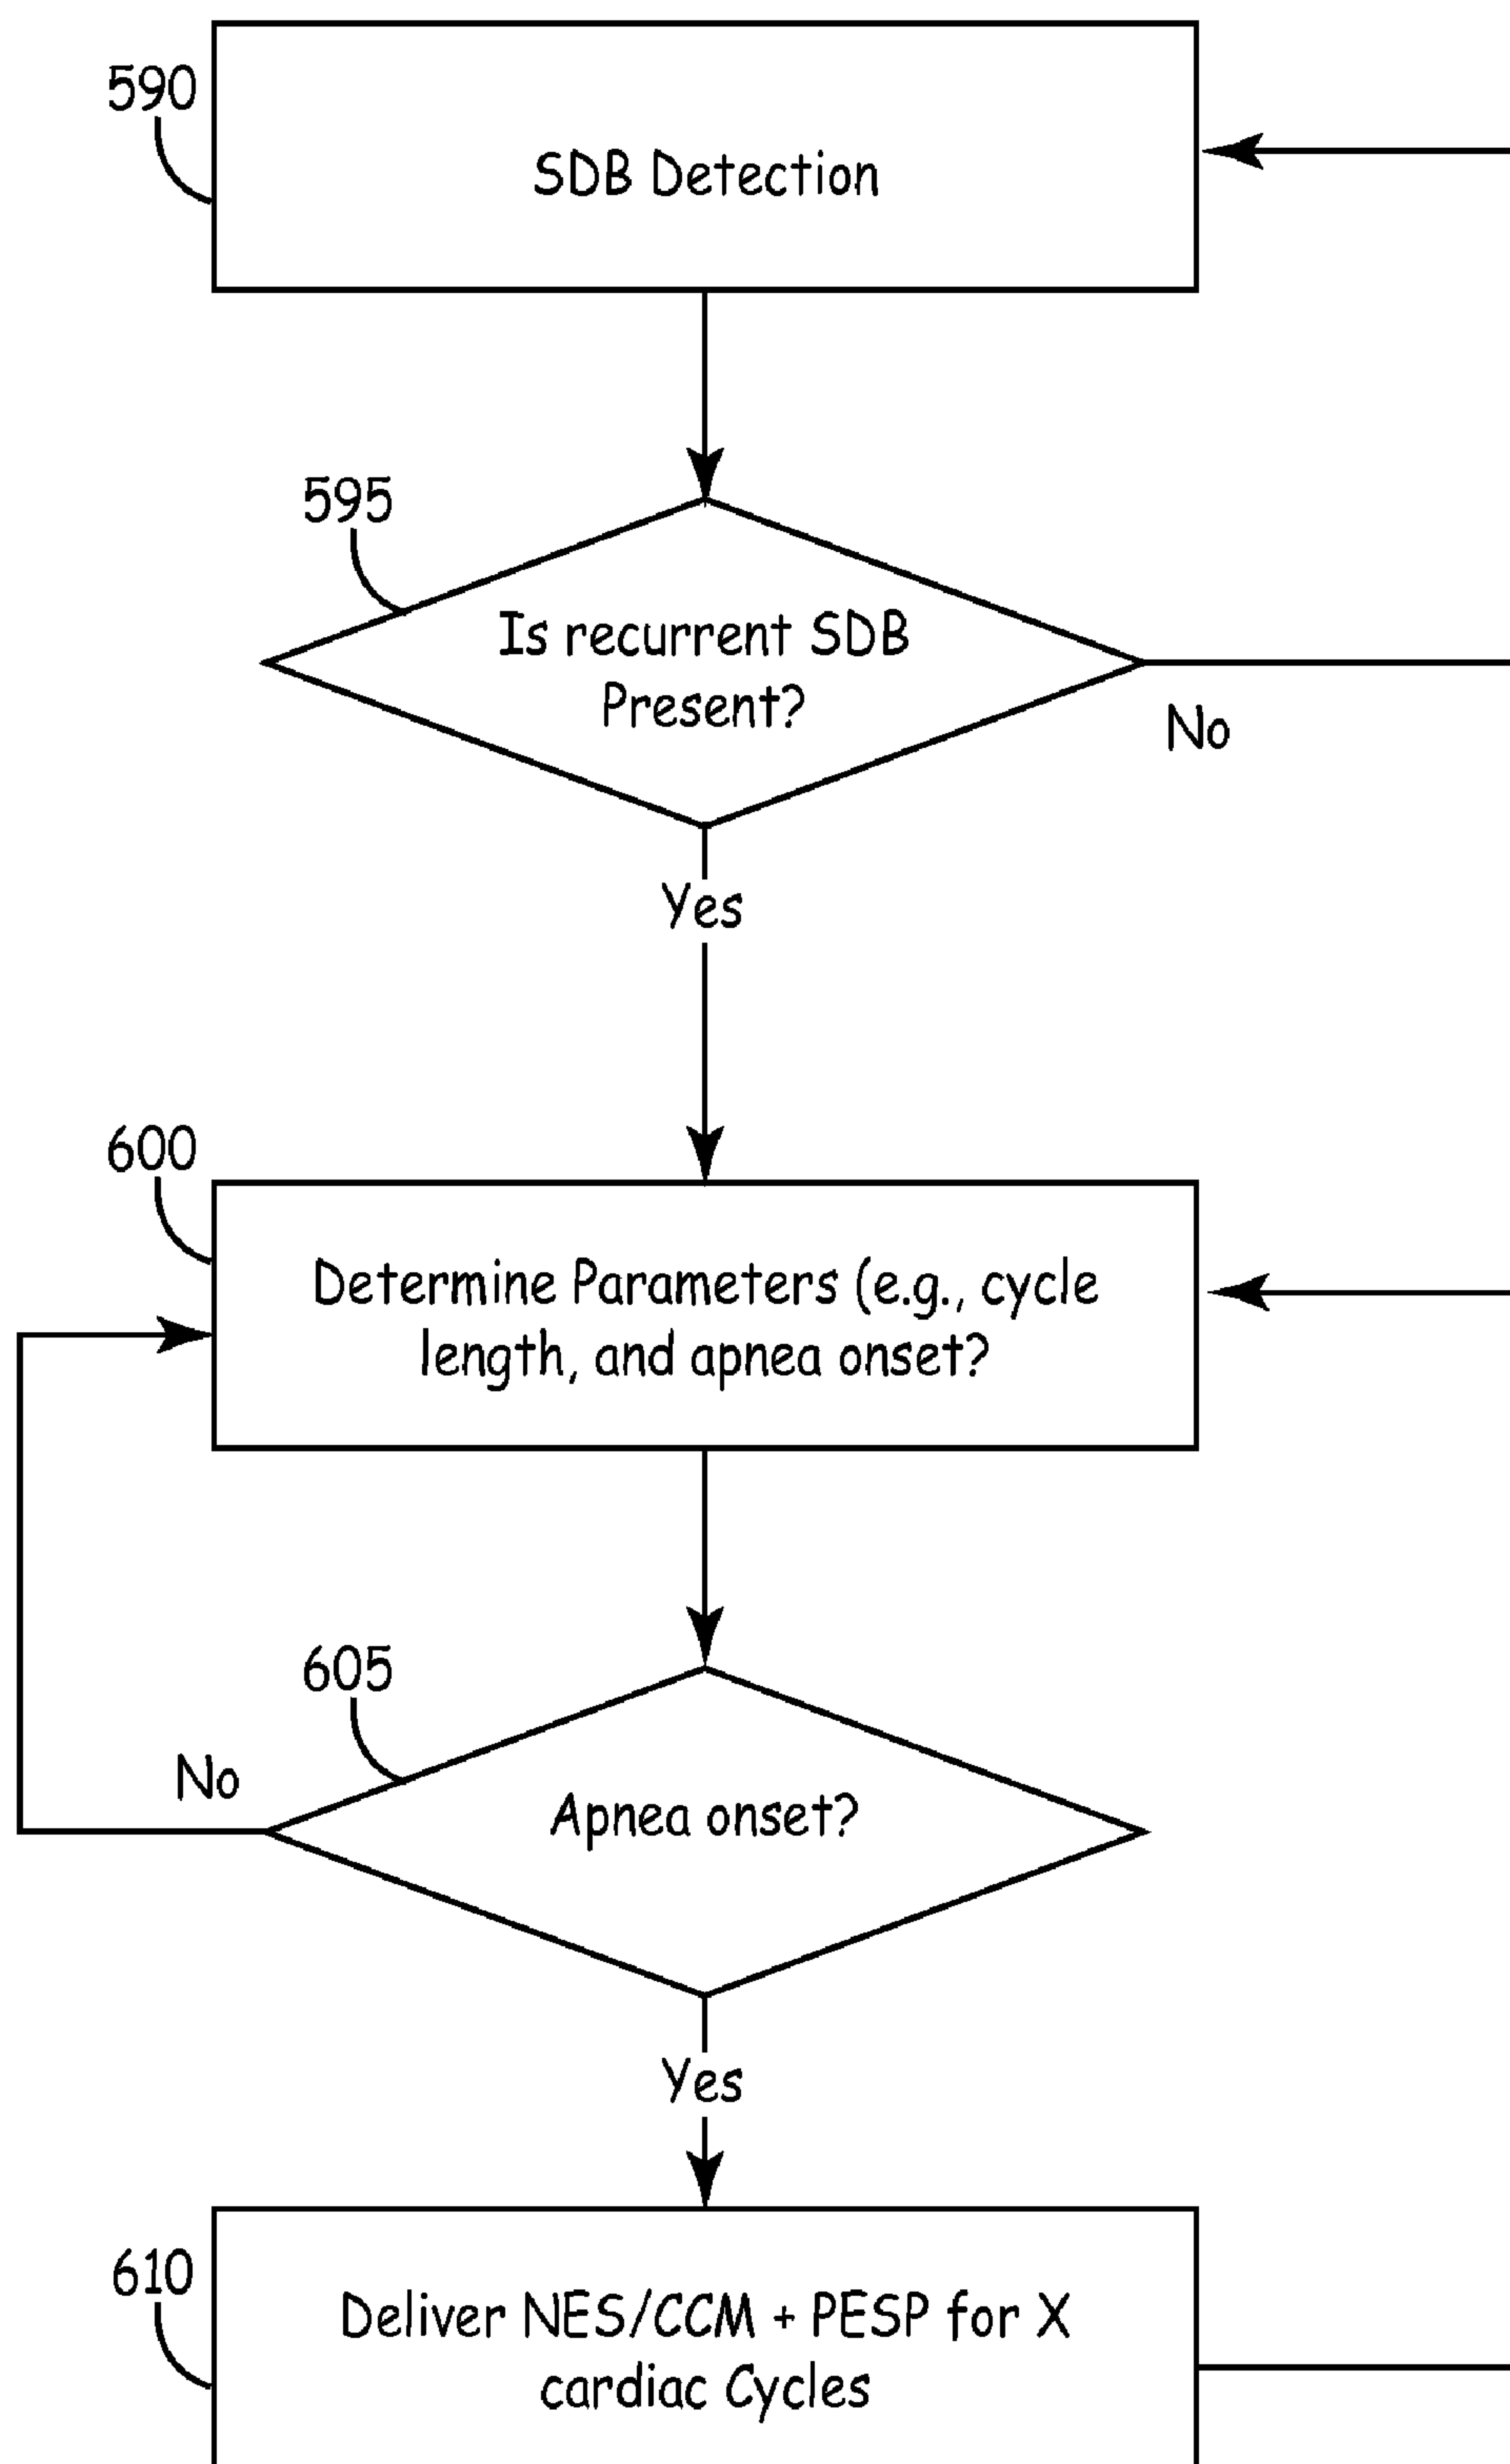 590
SDB Detection
595
Is recurrent SDB
Present?
No
Yes
600
Determine Parameters (e.g., cycle
length, and apnea onset?
605
No
Apnea onset?
Yes
610
Deliver NES/CCM + PESP for X
cardiac Cycles